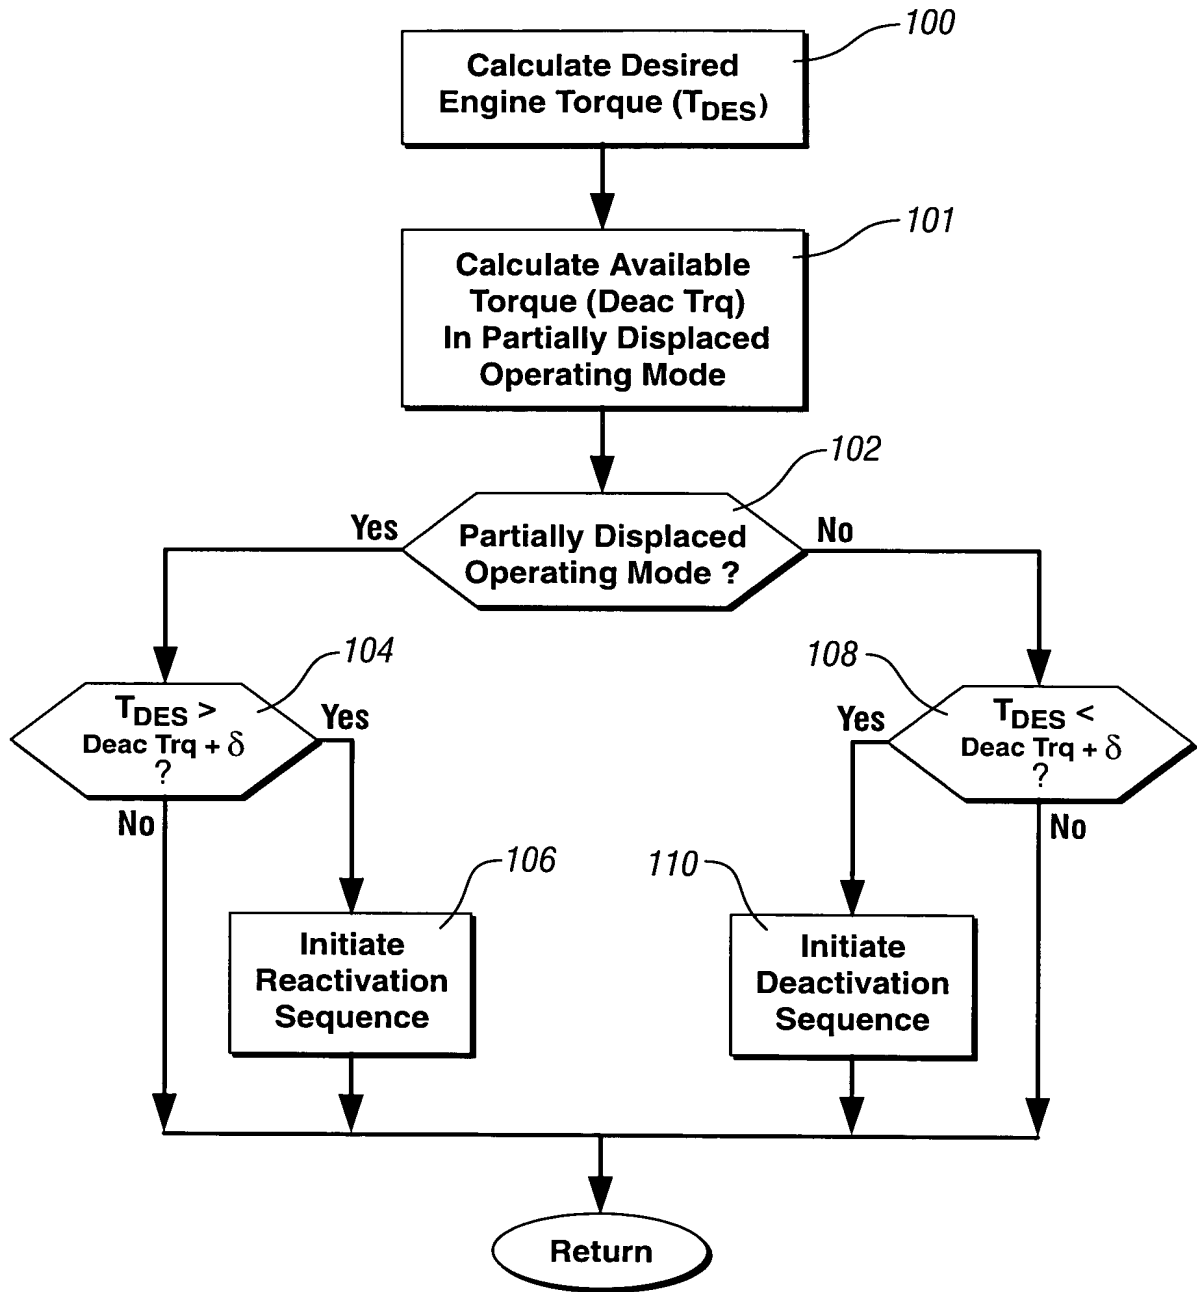 100
Calculate Desired
Engine Torque (TDES)
101
Calculate Available
Torque (Deac Trq)
In Partially Displaced
Operating Mode
102
Yes
Partially Displaced
Operating Mode ?
No
104
TDES >
Deac Trq + δ
?
Yes
No
108
Yes
TDES <
Deac Trq + δ
?
No
106
Initiate
Reactivation
Sequence
110
Initiate
Deactivation
Sequence
Return